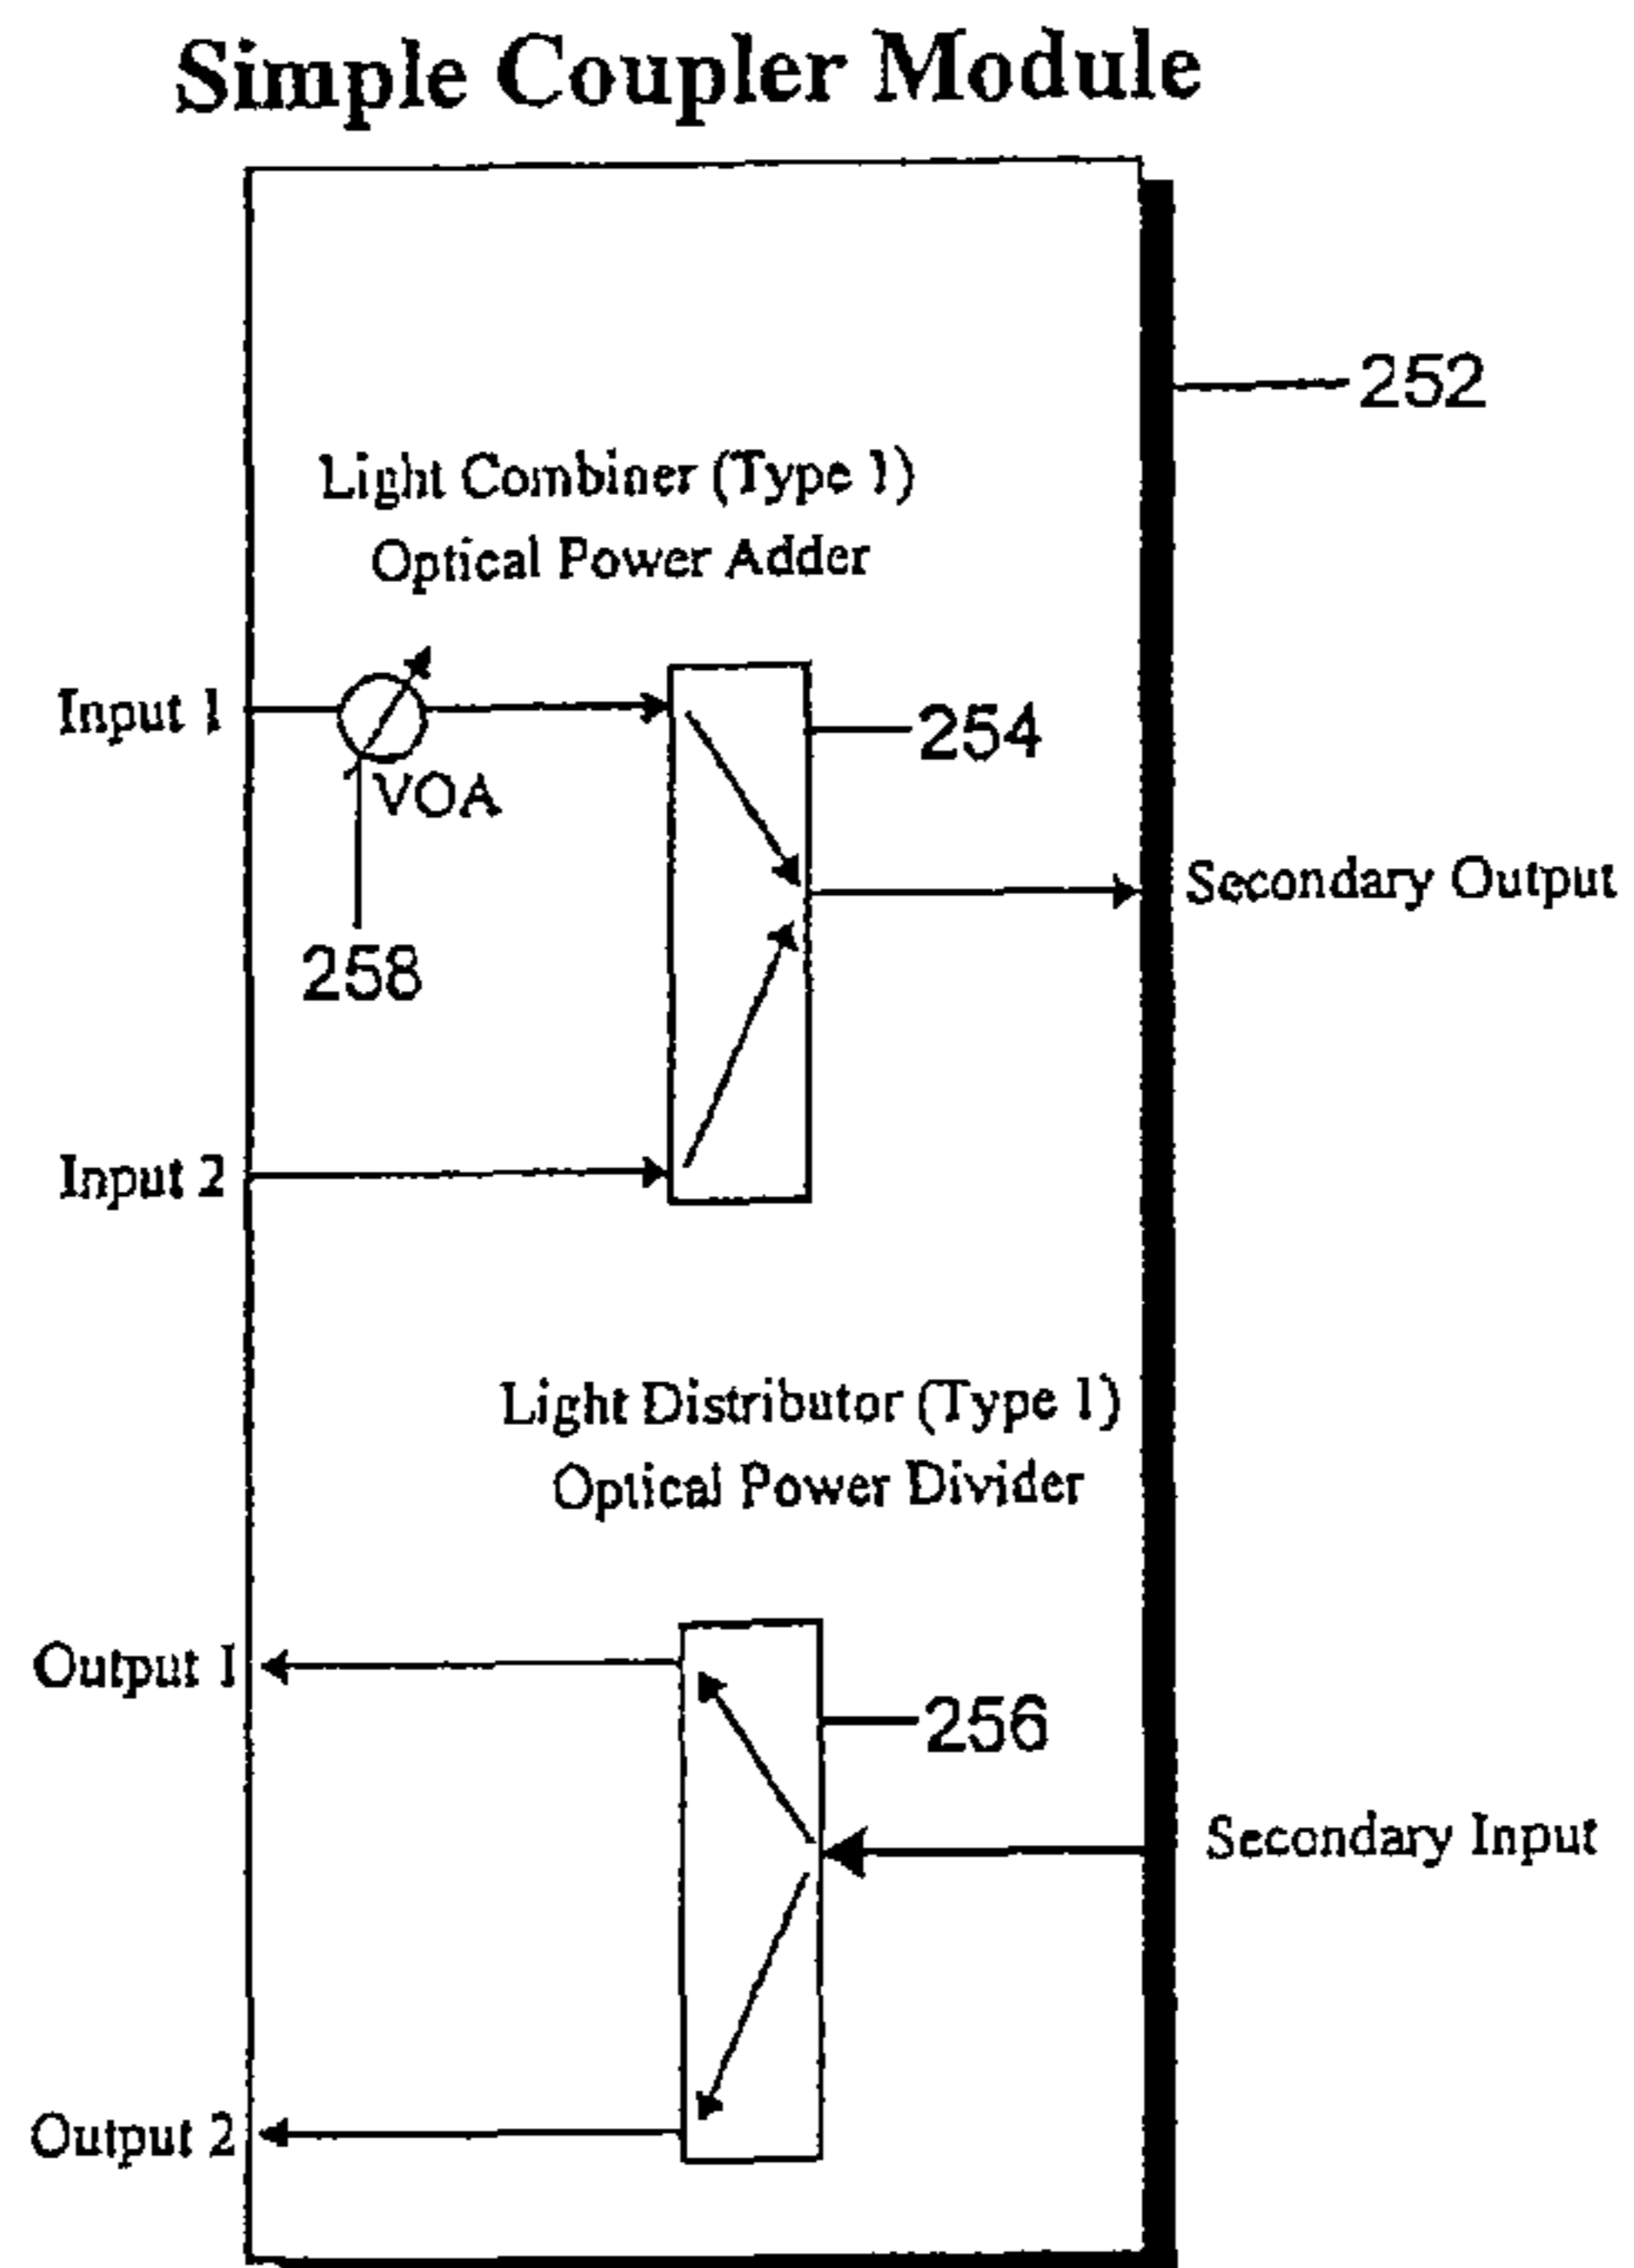 Simple Coupler Module
252
Light Combiner (Type 1)
Optical Power Adder
Input 1
254
VOA
Secondary Output
258
Input 2
Light Distributor (Type 1)
Optical Power Divider
Output 1
256
Secondary Input
Output 2